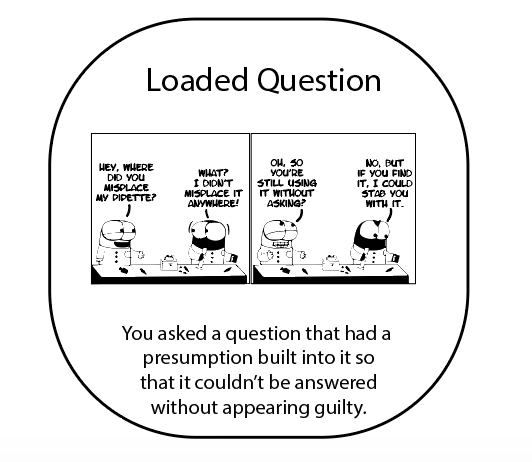 Loaded Question
HEY, WHERE
DID YOU
MISPLACE
MY PIPETTE?
WHAT?
I DIDN'T
MISPLACE IT
ANYWHERE!
OH, SO
YOU'RE
STILL USING
IT WITHOUT
ASKING?
NO, BUT
IF YOU FIND
IT, I COULD
STAB YOU
WITH IT.
You asked a question that had a
presumption built into it so
that it couldn't be answered
without appearing guilty.